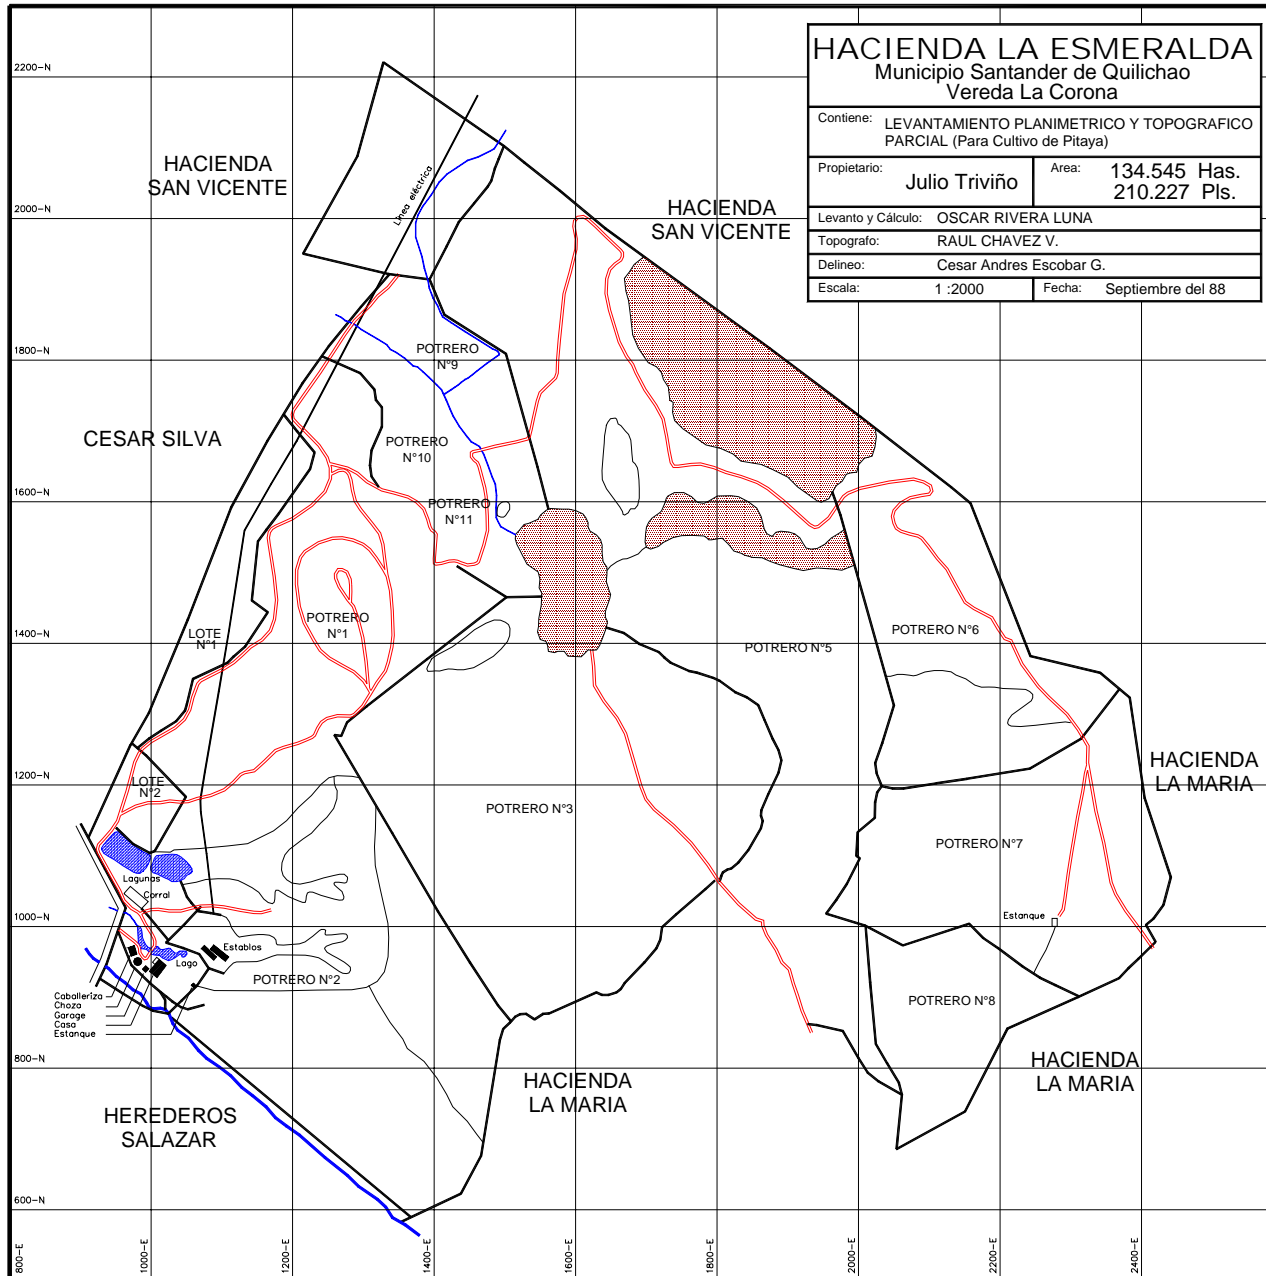 HACIENDA LA ESMERALDA
Municipio Santander de Quilichao
Vereda La Corona
Contiene: LEVANTAMIENTO PLANIMETRICO Y TOPOGRAFICO
PARCIAL (Para Cultivo de Pitaya)
Propietario: Julio Triviño
Area: 134.545 Has.
210.227 Pls.
Levanto y Cálculo: OSCAR RIVERA LUNA
Topografo: RAUL CHAVEZ V.
Delineo: Cesar Andres Escobar G.
Escala: 1 :2000
Fecha: Septiembre del 88
2200-N
HACIENDA
SAN VICENTE
Linea eléctrica
HACIENDA
SAN VICENTE
2000-N
1800-N
POTRERO
N°9
CESAR SILVA
POTRERO
N°10
1600-N
POTRERO
N°11
LOTE
N°1
POTRERO
N°1
1400-N
POTRERO N°5
POTRERO N°6
HACIENDA
LA MARIA
1200-N
LOTE
N°2
POTRERO N°3
POTRERO N°7
Lagunas
Corral
1000-N
Estanque
Establos
Lago
POTRERO N°2
POTRERO N°8
Caballeriza
Choza
Garage
Casa
Estanque
800-N
HACIENDA
LA MARIA
HACIENDA
LA MARIA
HEREDEROS
SALAZAR
600-N
800-E
1000-E
1200-E
1400-E
1600-E
1800-E
2000-E
2200-E
2400-E